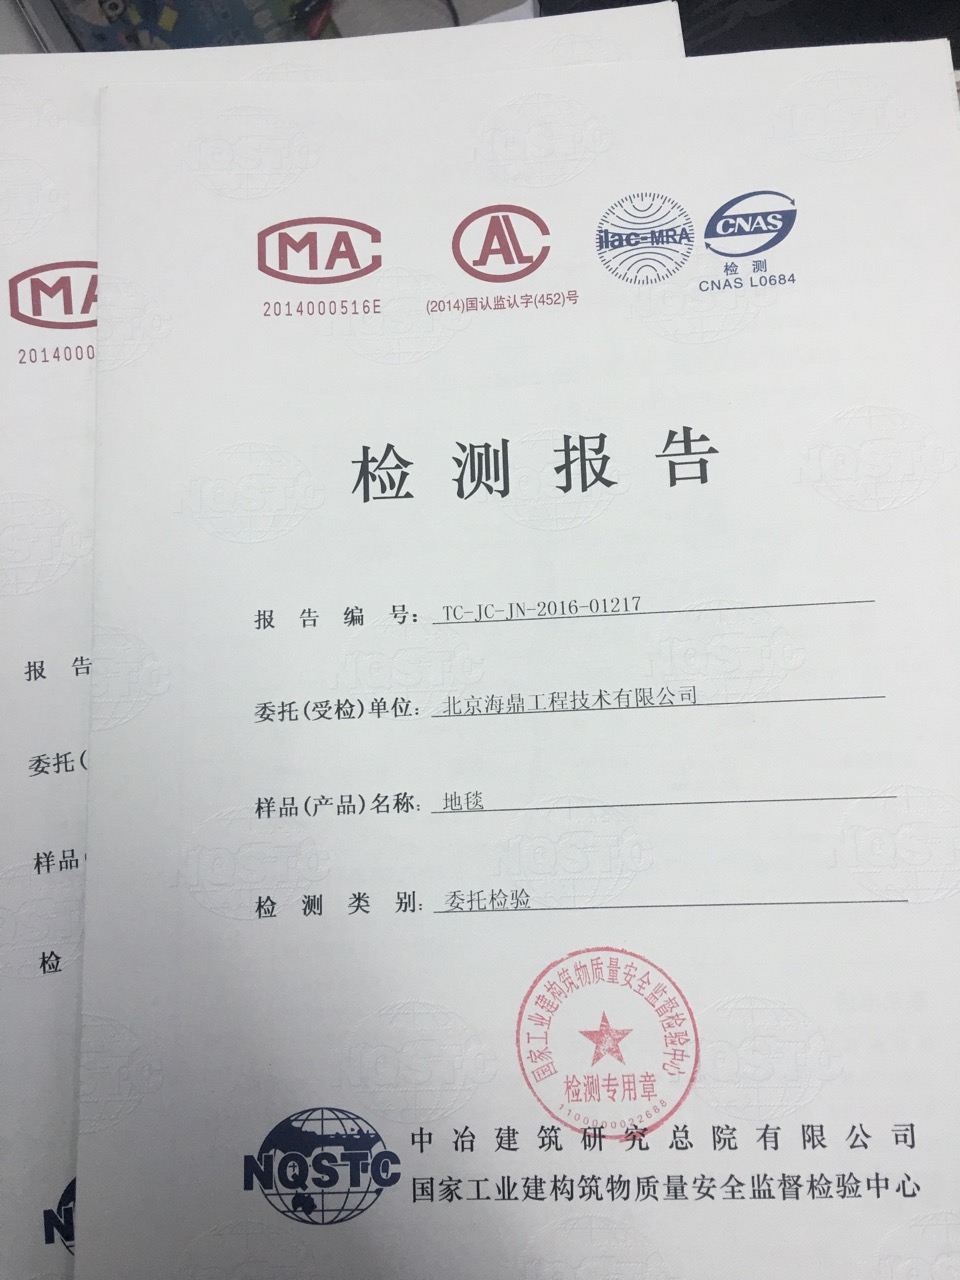 MA
2014000
报 告
委托(
样品(
检
NQ
CMA
2014000516E
CAL
(2014)国认监认字(452)号
ilac-MRA
CNAS
检 测
CNAS L0684
检测报告
报 告 编 号: TC-JC-JN-2016-01217
委托(受检)单位: 北京海鼎工程技术有限公司
样品(产品)名称: 地毯
检 测 类 别: 委托检验
国家工业建构筑物质量安全监督检验中心
检测专用章
1100000022688
NQSTC
中冶建筑研究总院有限公司
国家工业建构筑物质量安全监督检验中心